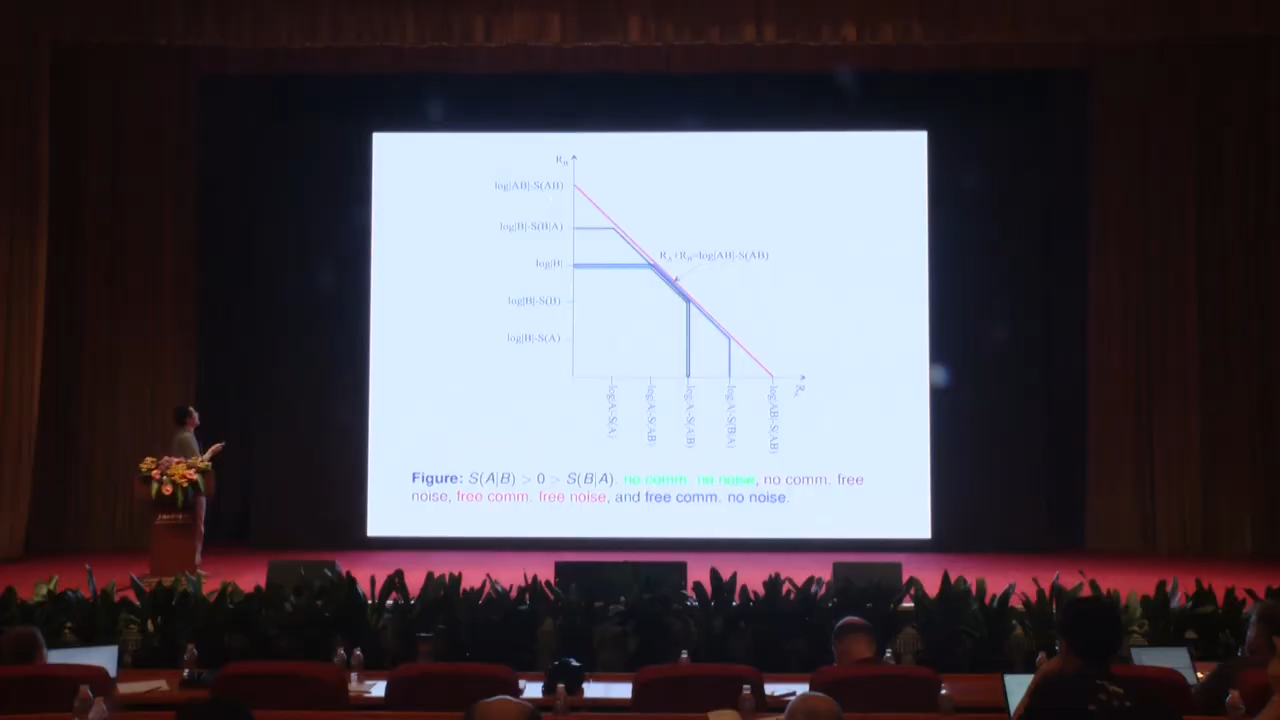 R_B
log|AB|-S(AB)
log|B|-S(B|A)
R_A+R_B=log|AB|-S(AB)
log|B|
log|B|-S(B)
log|B|-S(A)
R_A
log|A|-S(A)
log|A|-S(A|B)
log|A|-S(B|A)
log|AB|-S(AB)
Figure: S(A|B) > 0 > S(B|A). no comm. no noise, no comm. free
noise, free comm. free noise, and free comm. no noise.